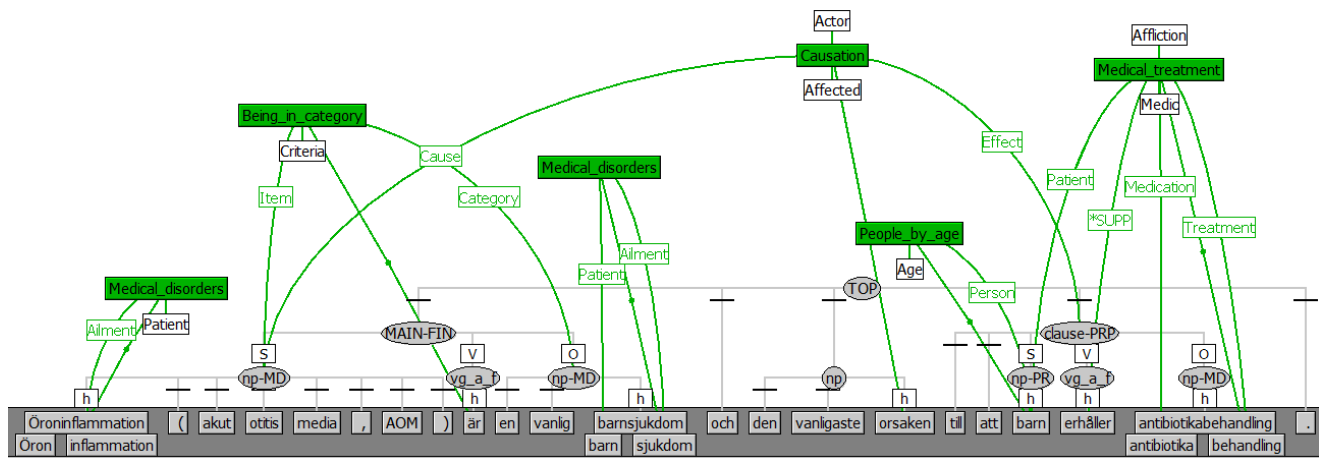 Actor
Causation
Affliction
Medical_treatment
Affected
Medic
Being_in_category
Criteria
Cause
Effect
Medical_disorders
Item
Category
Patient
Medication
*SUPP
Treatment
People_by_age
Ailment
Patient
Age
Medical_disorders
TOP
Person
Patient
Ailment
MAIN-FIN
clause-PRP
S V O S V O
np-MD vg_a_f np-MD np np-PR vg_a_f np-MD
h h h h h h h
Öroninflammation ( akut otitis media , AOM ) är en vanlig barnsjukdom och den vanligaste orsaken till att barn erhåller antibiotikabehandling .
Öron inflammation barn sjukdom antibiotika behandling